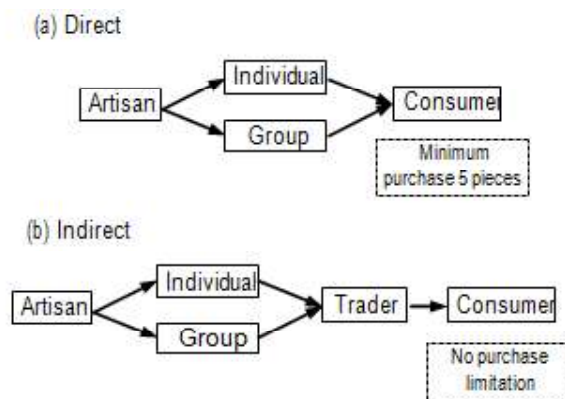 (a) Direct
Individual
Artisan
Consumer
Group
Minimum
purchase 5 pieces
(b) Indirect
Individual
Artisan
Trader
Consumer
Group
No purchase
limitation